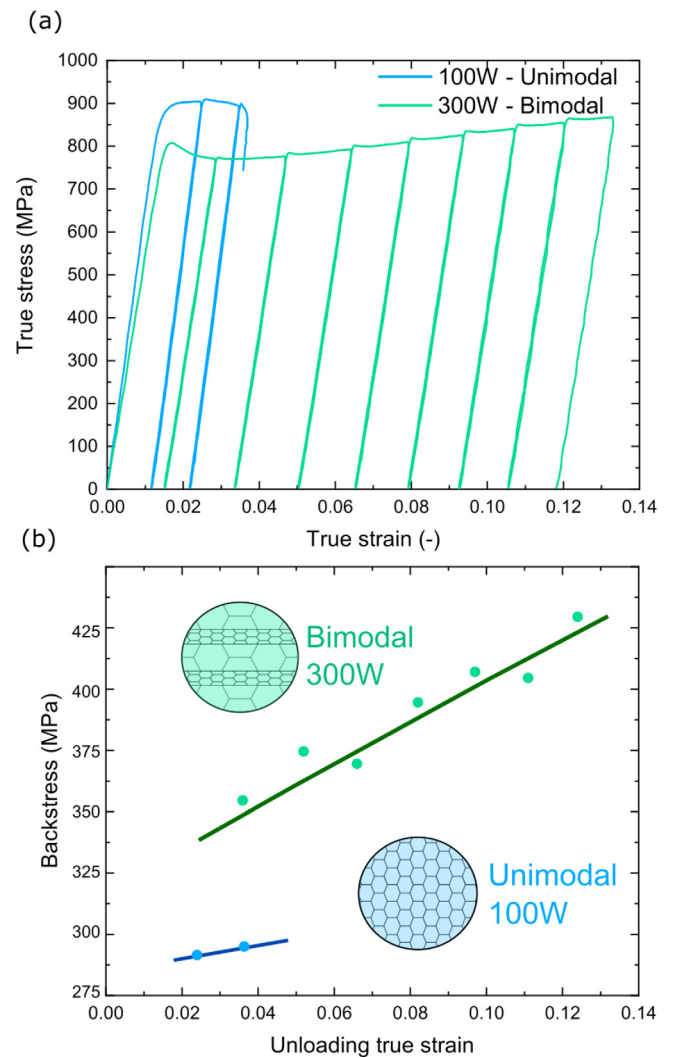 (a)
1000
900
800
700
600
500
400
300
200
100
0
True stress (MPa)
100W - Unimodal
300W - Bimodal
0.00 0.02 0.04 0.06 0.08 0.10 0.12 0.14
True strain (-)
(b)
425
400
375
350
325
300
275
Backstress (MPa)
Bimodal
300W
Unimodal
100W
0.00 0.02 0.04 0.06 0.08 0.10 0.12 0.14
Unloading true strain